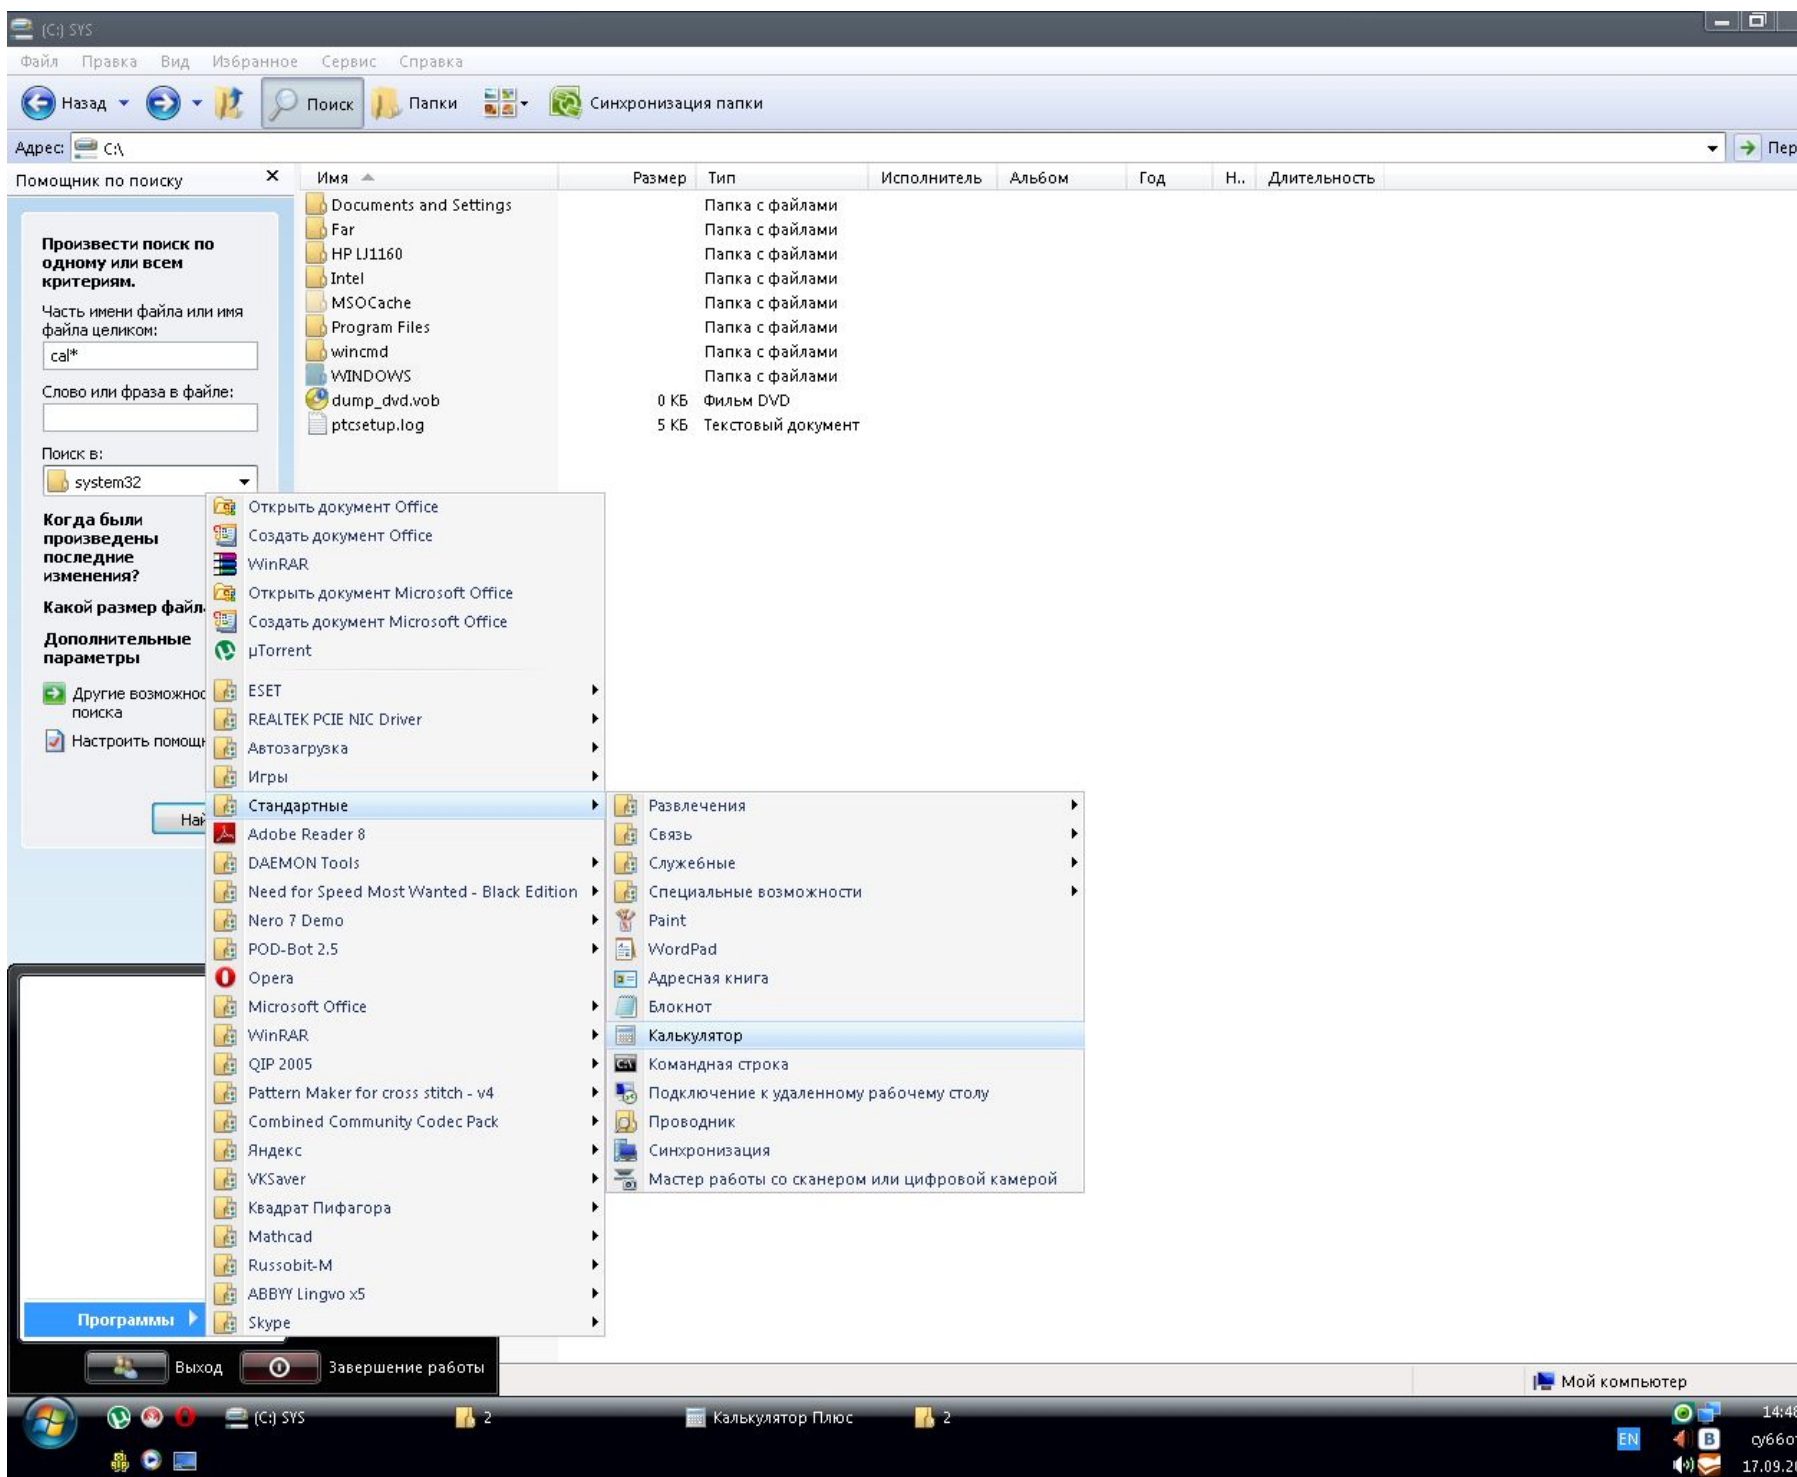 (C:) SYS
Файл Правка Вид Избранное Сервис Справка
Назад Поиск Папки Синхронизация папки
Адрес: C:\
Помощник по поиску
Имя Размер Тип Исполнитель Альбом Год Н.. Длительность
Documents and Settings Папка с файлами
Far Папка с файлами
HP LJ1160 Папка с файлами
Intel Папка с файлами
MSOCache Папка с файлами
Program Files Папка с файлами
wincmd Папка с файлами
WINDOWS Папка с файлами
dump_dvd.vob 0 КБ Фильм DVD
ptcsetup.log 5 КБ Текстовый документ
Произвести поиск по
одному или всем
критериям.
Часть имени файла или имя
файла целиком:
cal*
Слово или фраза в файле:
Поиск в:
system32
Когда были
произведены
последние
изменения?
Какой размер
Дополнительные
параметры
Другие
поиска
Настроить
Открыть документ Office
Создать документ Office
WinRAR
Открыть документ Microsoft Office
Создать документ Microsoft Office
µTorrent
ESET
REALTEK PCIE NIC Driver
Автозагрузка
Игры
Стандартные
Adobe Reader 8
DAEMON Tools
Need for Speed Most Wanted - Black Edition
Nero 7 Demo
POD-Bot 2.5
Opera
Microsoft Office
WinRAR
QIP 2005
Pattern Maker for cross stitch - v4
Combined Community Codec Pack
Яндекс
VKSaver
Квадрат Пифагора
Mathcad
Russobit-M
ABBYY Lingvo x5
Skype
Развлечения
Связь
Служебные
Специальные возможности
Paint
WordPad
Адресная книга
Блокнот
Калькулятор
Командная строка
Подключение к удаленному рабочему столу
Проводник
Синхронизация
Мастер работы со сканером или цифровой камерой
Программы
Выход Завершение работы
Мой компьютер
(C:) SYS 2 Калькулятор Плюс 2
EN
14:48